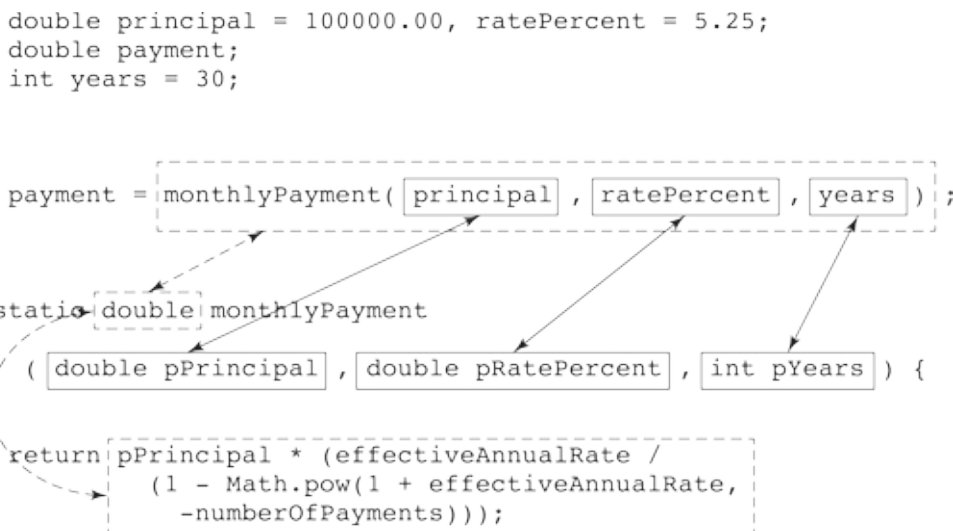 double principal = 100000.00, ratePercent = 5.25;
double payment;
int years = 30;
payment = monthlyPayment( principal , ratePercent , years ) ;
static double monthlyPayment
( double pPrincipal , double pRatePercent , int pYears ) {
return pPrincipal * (effectiveAnnualRate /
(1 - Math.pow(1 + effectiveAnnualRate,
-numberOfPayments)));